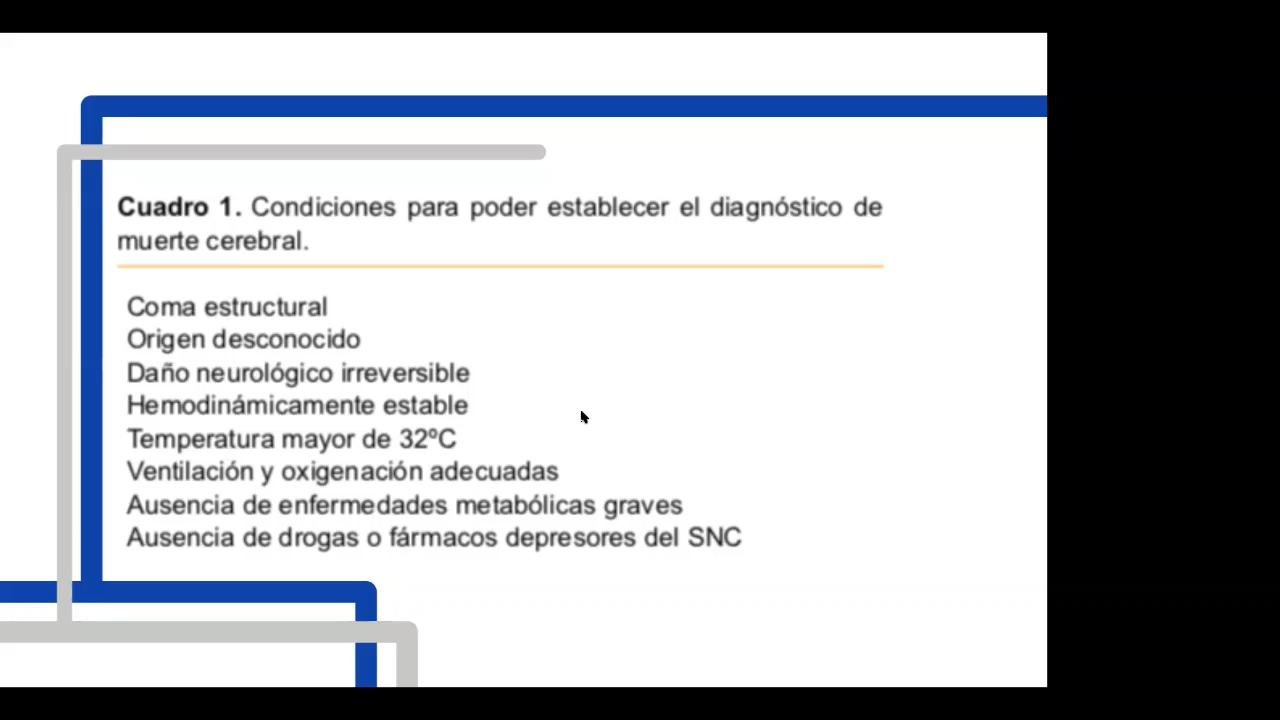 Cuadro 1. Condiciones para poder establecer el diagnóstico de
muerte cerebral.
Coma estructural
Origen desconocido
Daño neurológico irreversible
Hemodinámicamente estable
Temperatura mayor de 32ºC
Ventilación y oxigenación adecuadas
Ausencia de enfermedades metabólicas graves
Ausencia de drogas o fármacos depresores del SNC